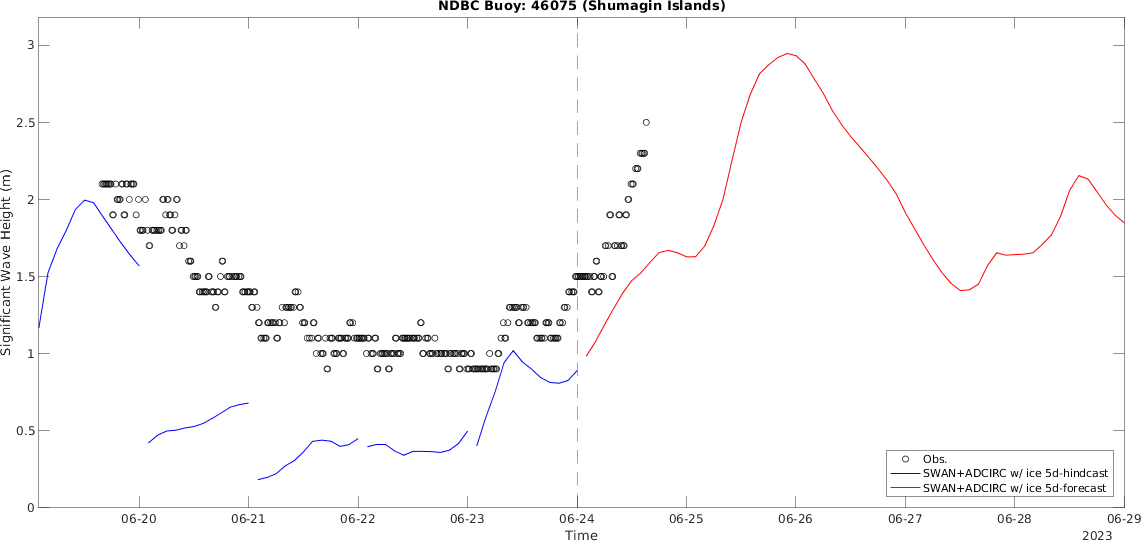 NDBC Buoy: 46075 (Shumagin Islands)
3
2.5
2
1.5
1
0.5
0
Significant Wave Height (m)
Obs.
SWAN+ADCIRC w/ ice 5d-hindcast
SWAN+ADCIRC w/ ice 5d-forecast
06-20 06-21 06-22 06-23 06-24 06-25 06-26 06-27 06-28 06-29
Time
2023